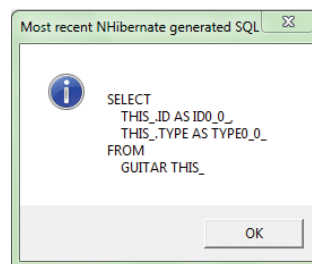 Most recent NHibernate generated SQL
SELECT
THIS_.ID AS ID0_0_,
THIS_.TYPE AS TYPE0_0_
FROM
GUITAR THIS_
OK